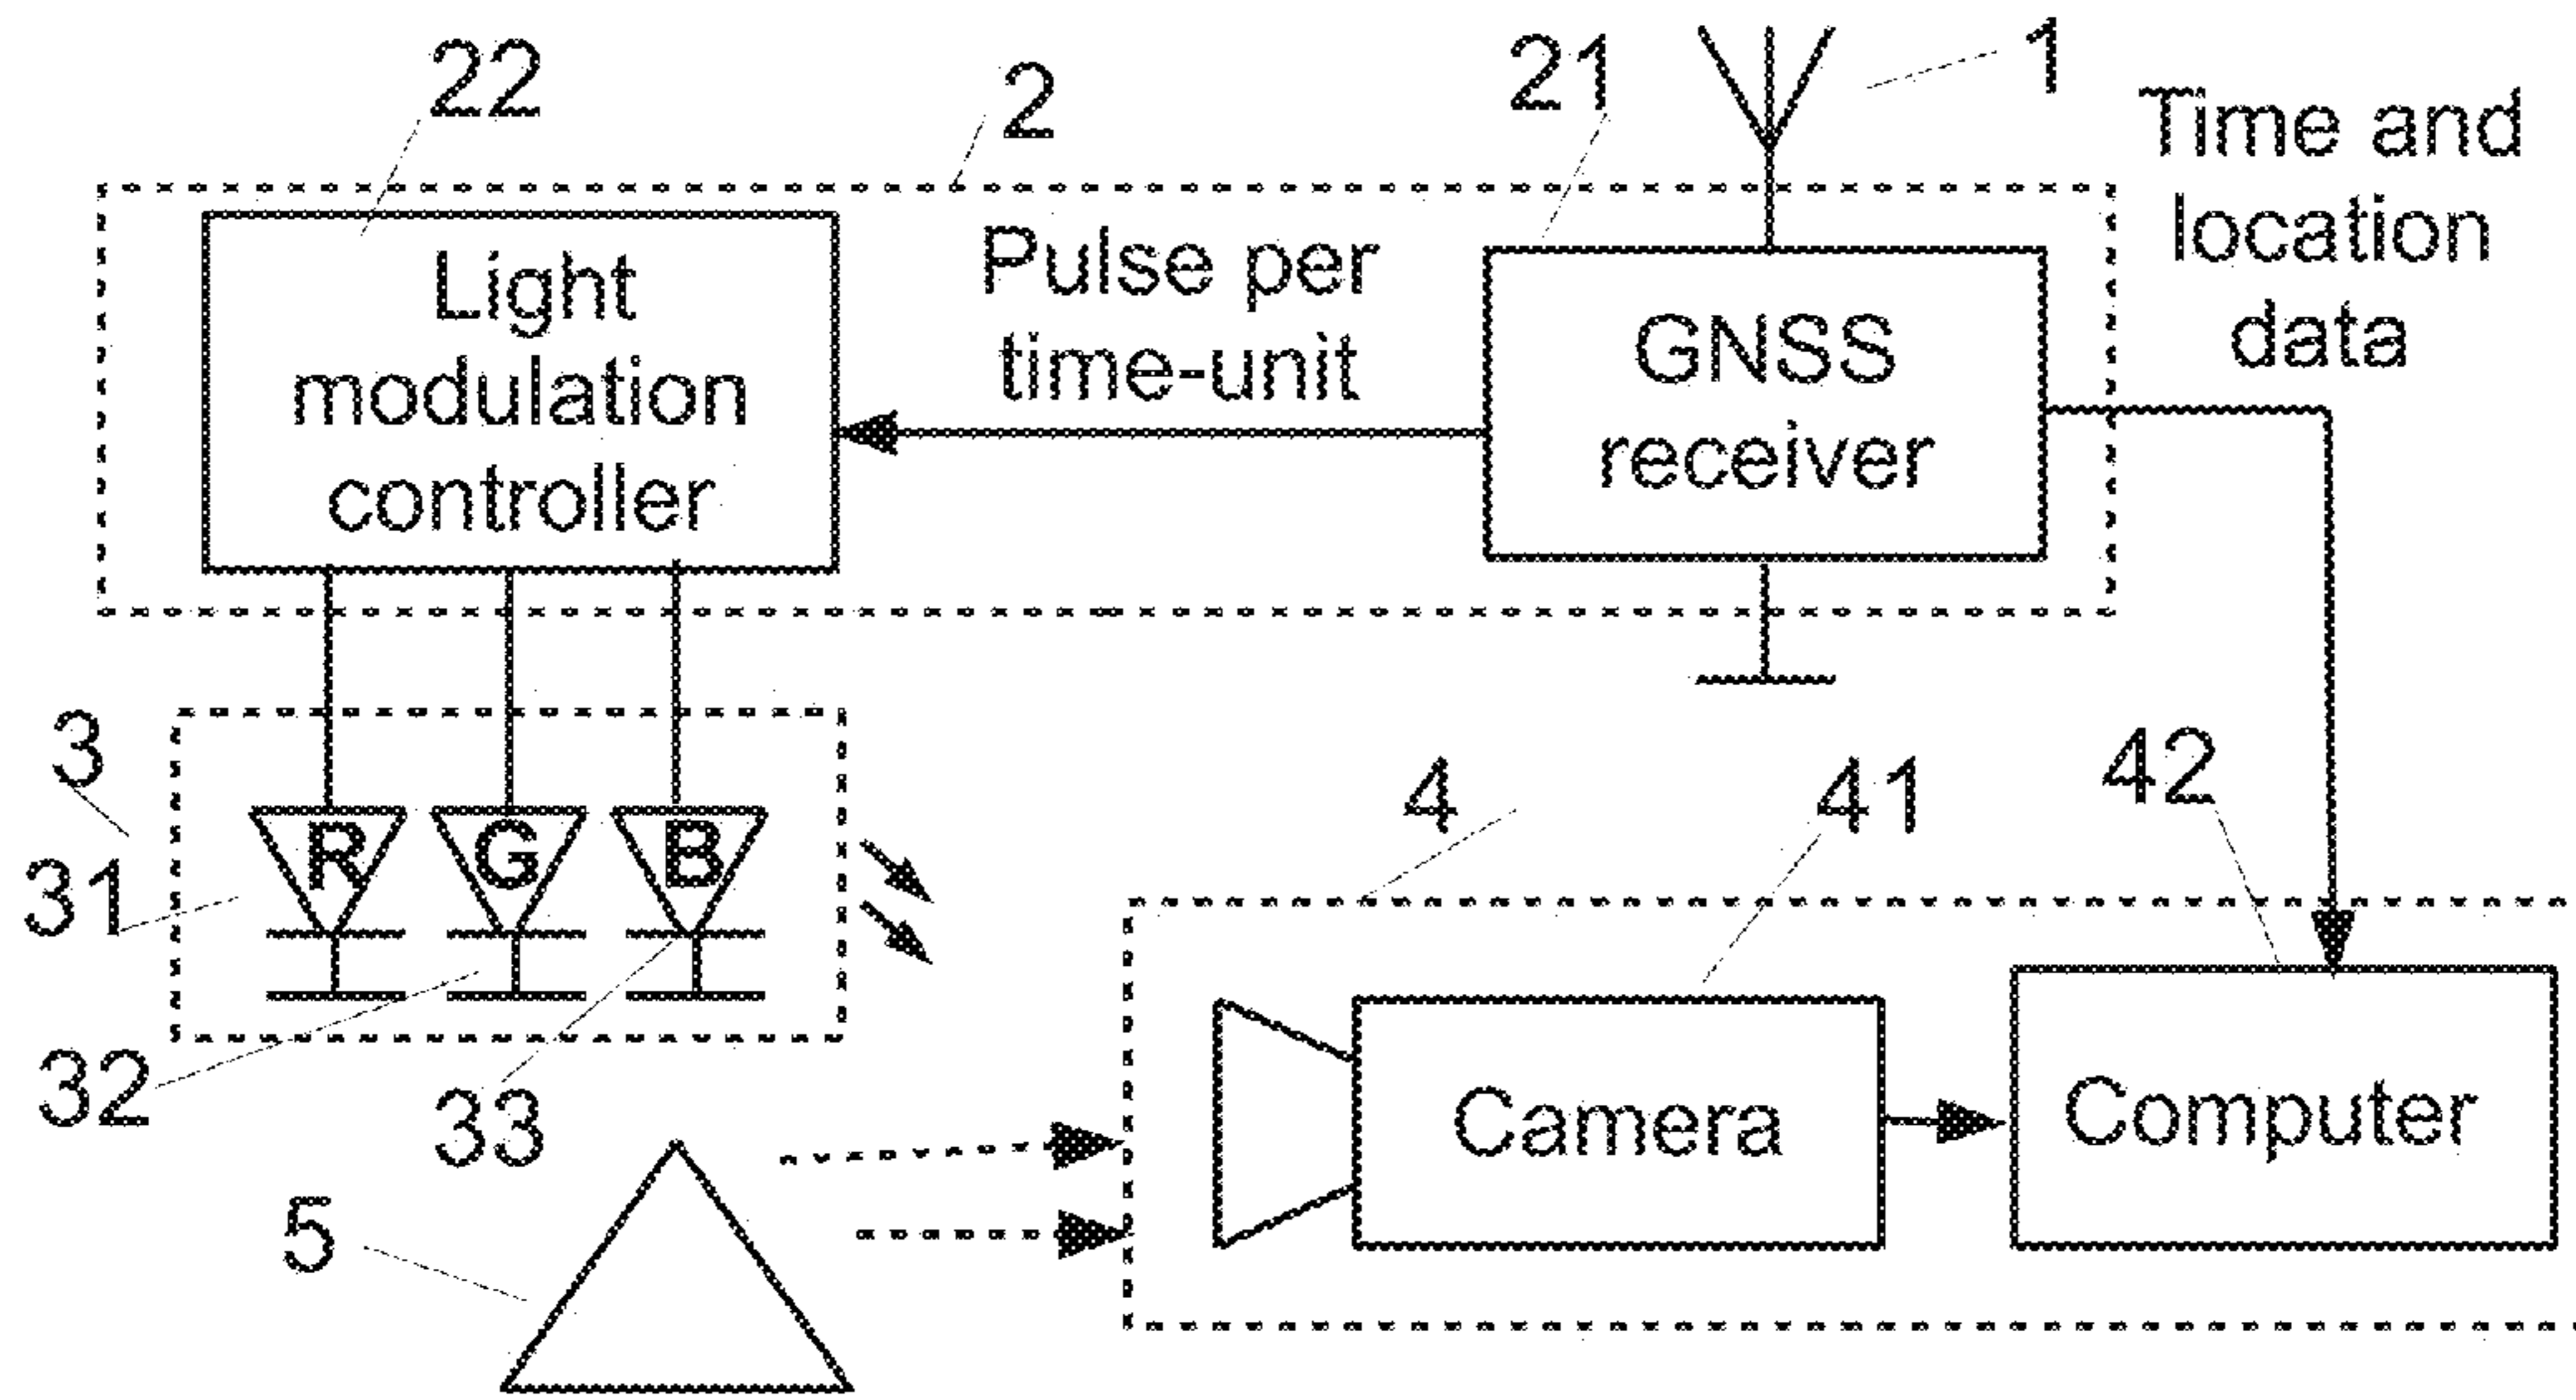 22
2
21
1
Time and
location
data
Light
modulation
controller
Pulse per
time-unit
GNSS
receiver
3
31
R G B
32
33
4
41
42
Camera
Computer
5